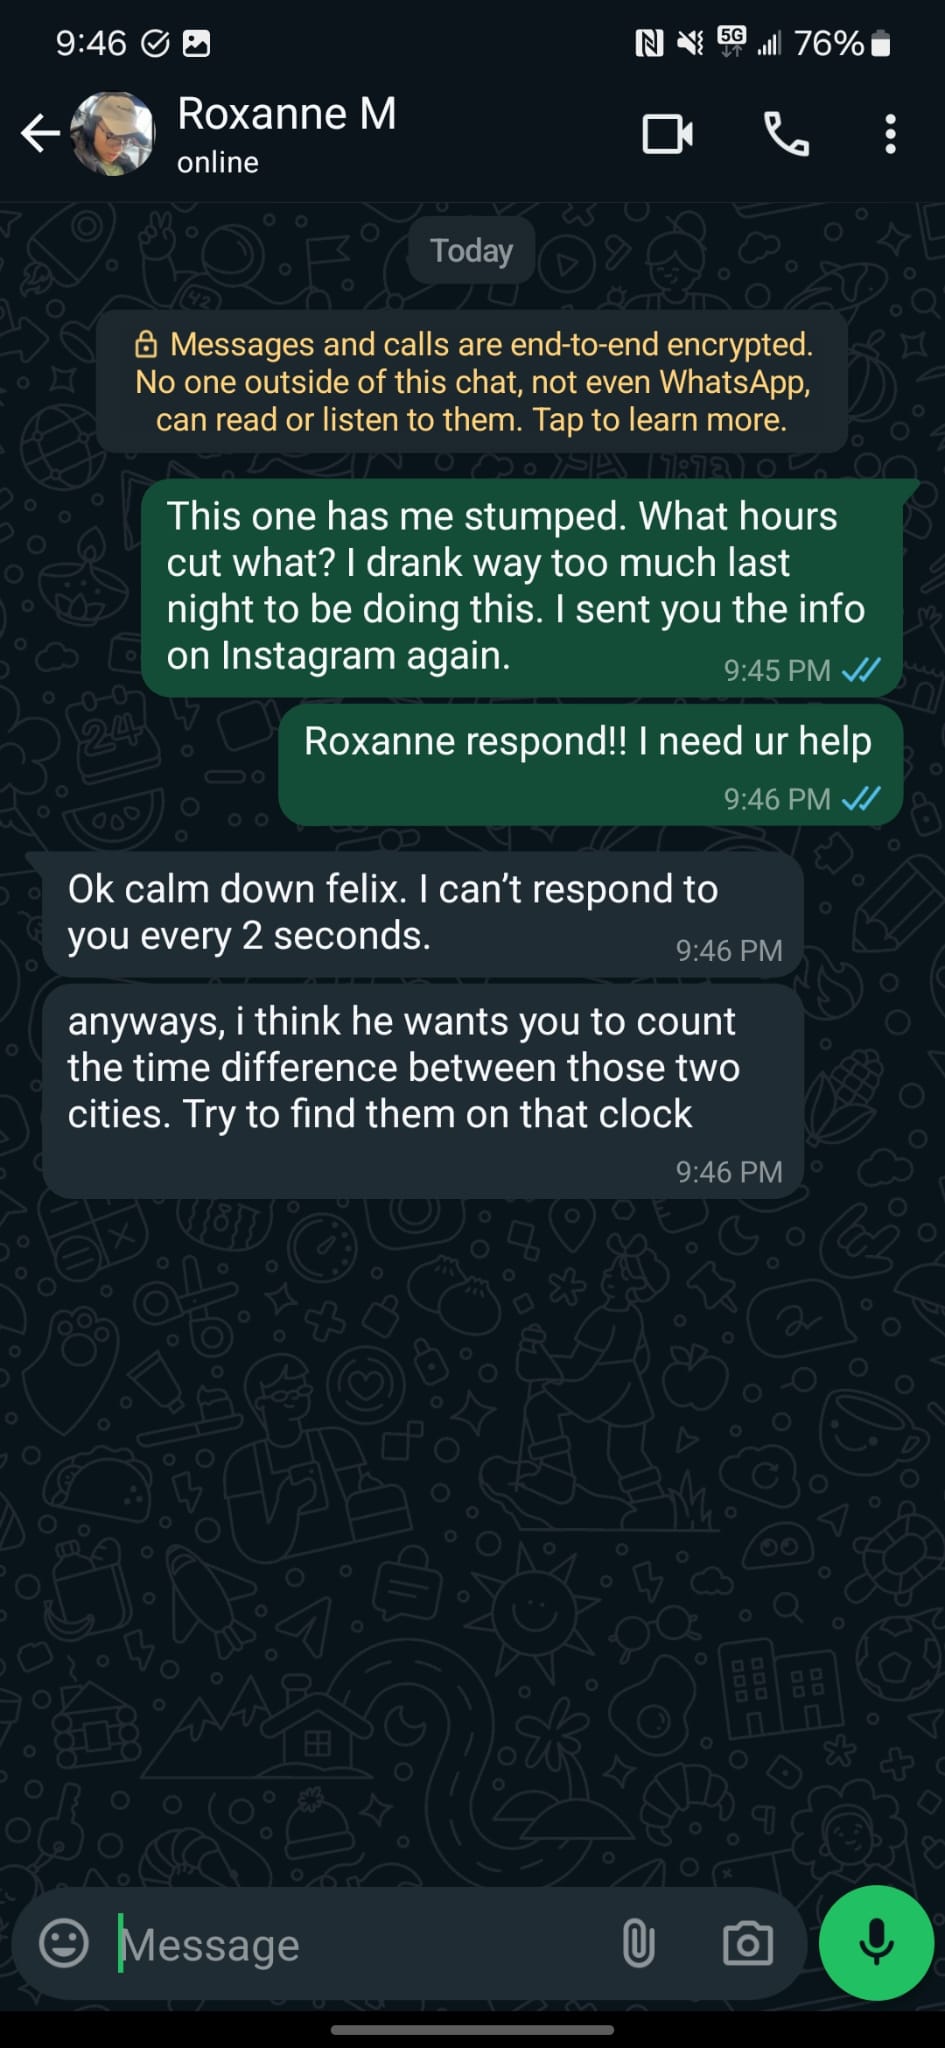 9:46
5G
76%
Roxanne M
online
Today
Messages and calls are end-to-end encrypted.
No one outside of this chat, not even WhatsApp,
can read or listen to them. Tap to learn more.
This one has me stumped. What hours
cut what? I drank way too much last
night to be doing this. I sent you the info
on Instagram again.
9:45 PM
Roxanne respond!! I need ur help
9:46 PM
Ok calm down felix. I can’t respond to
you every 2 seconds.
9:46 PM
anyways, i think he wants you to count
the time difference between those two
cities. Try to find them on that clock
9:46 PM
Message